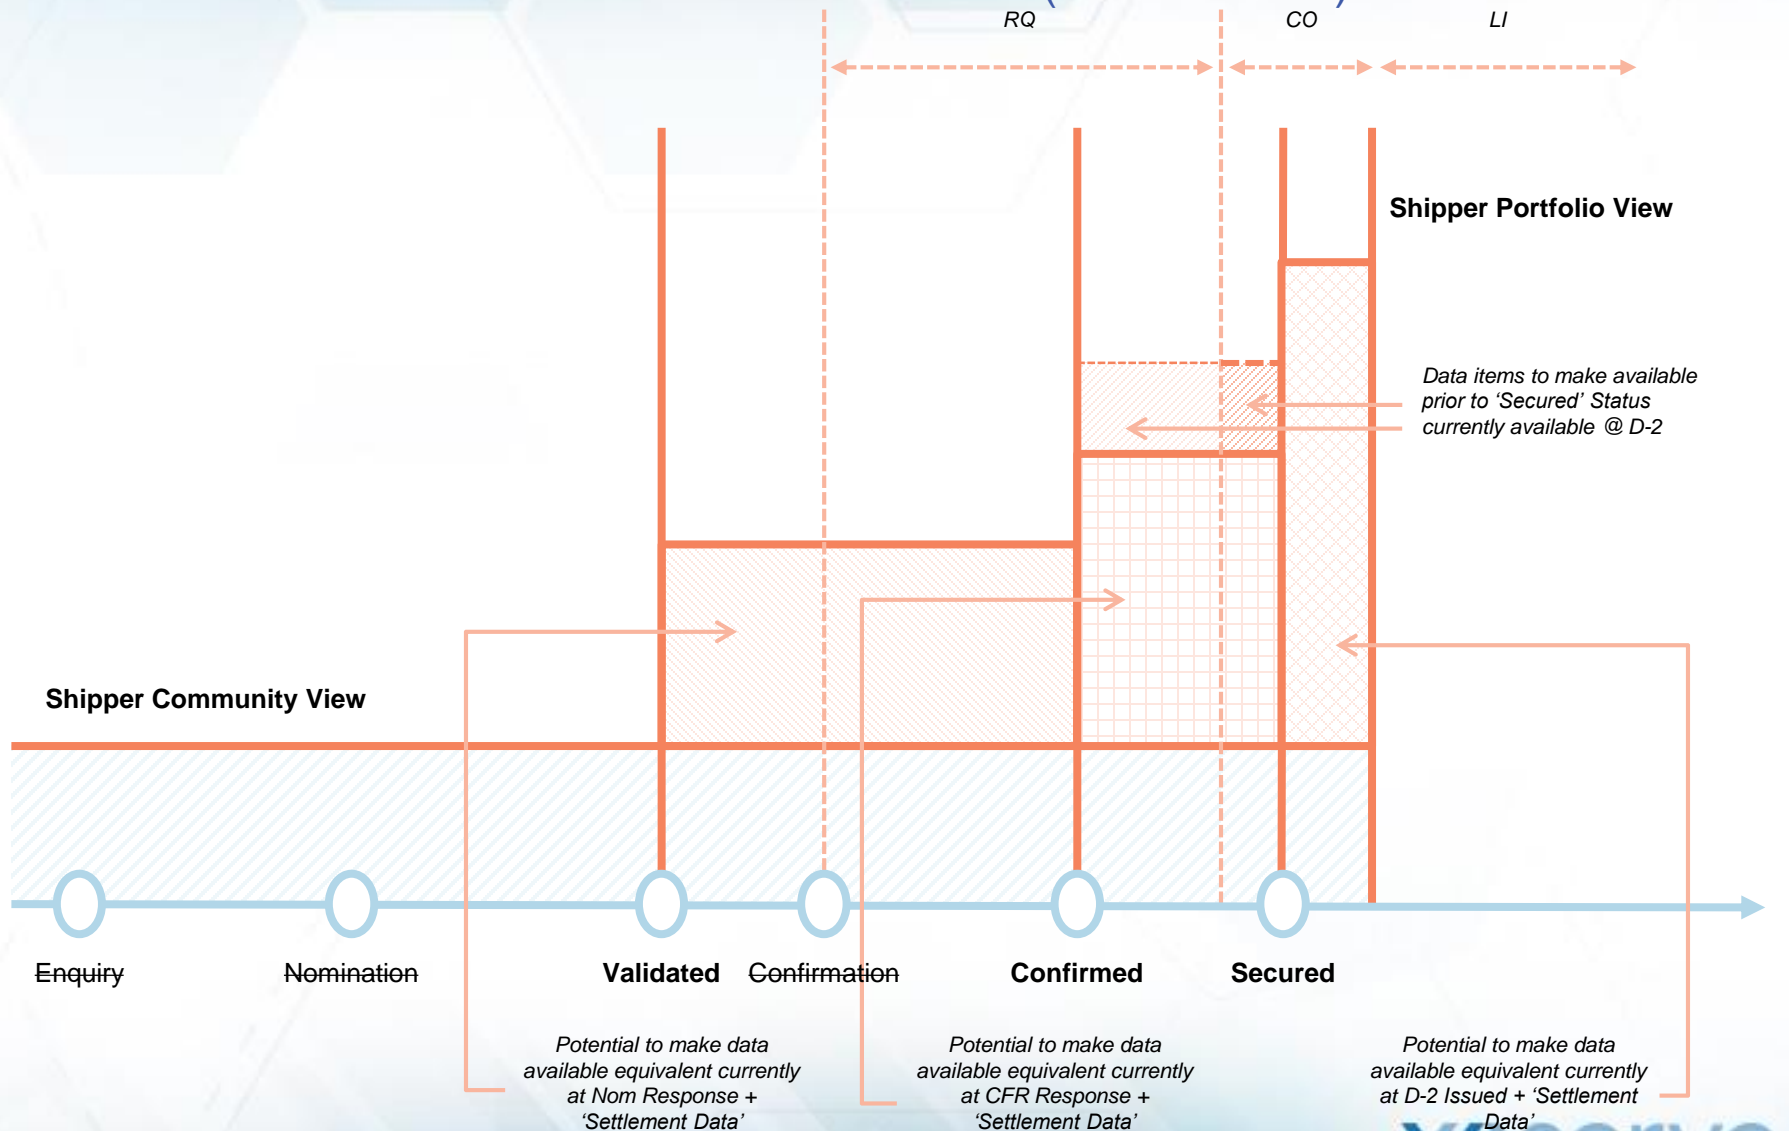 RQ
CO
LI
Shipper Portfolio View
Data items to make available
prior to ‘Secured’ Status
currently available @ D-2
Shipper Community View
Enquiry
Nomination
Validated
Confirmation
Confirmed
Secured
Potential to make data
available equivalent currently
at Nom Response +
‘Settlement Data’
Potential to make data
available equivalent currently
at CFR Response +
‘Settlement Data’
Potential to make data
available equivalent currently
at D-2 Issued + ‘Settlement
Data’